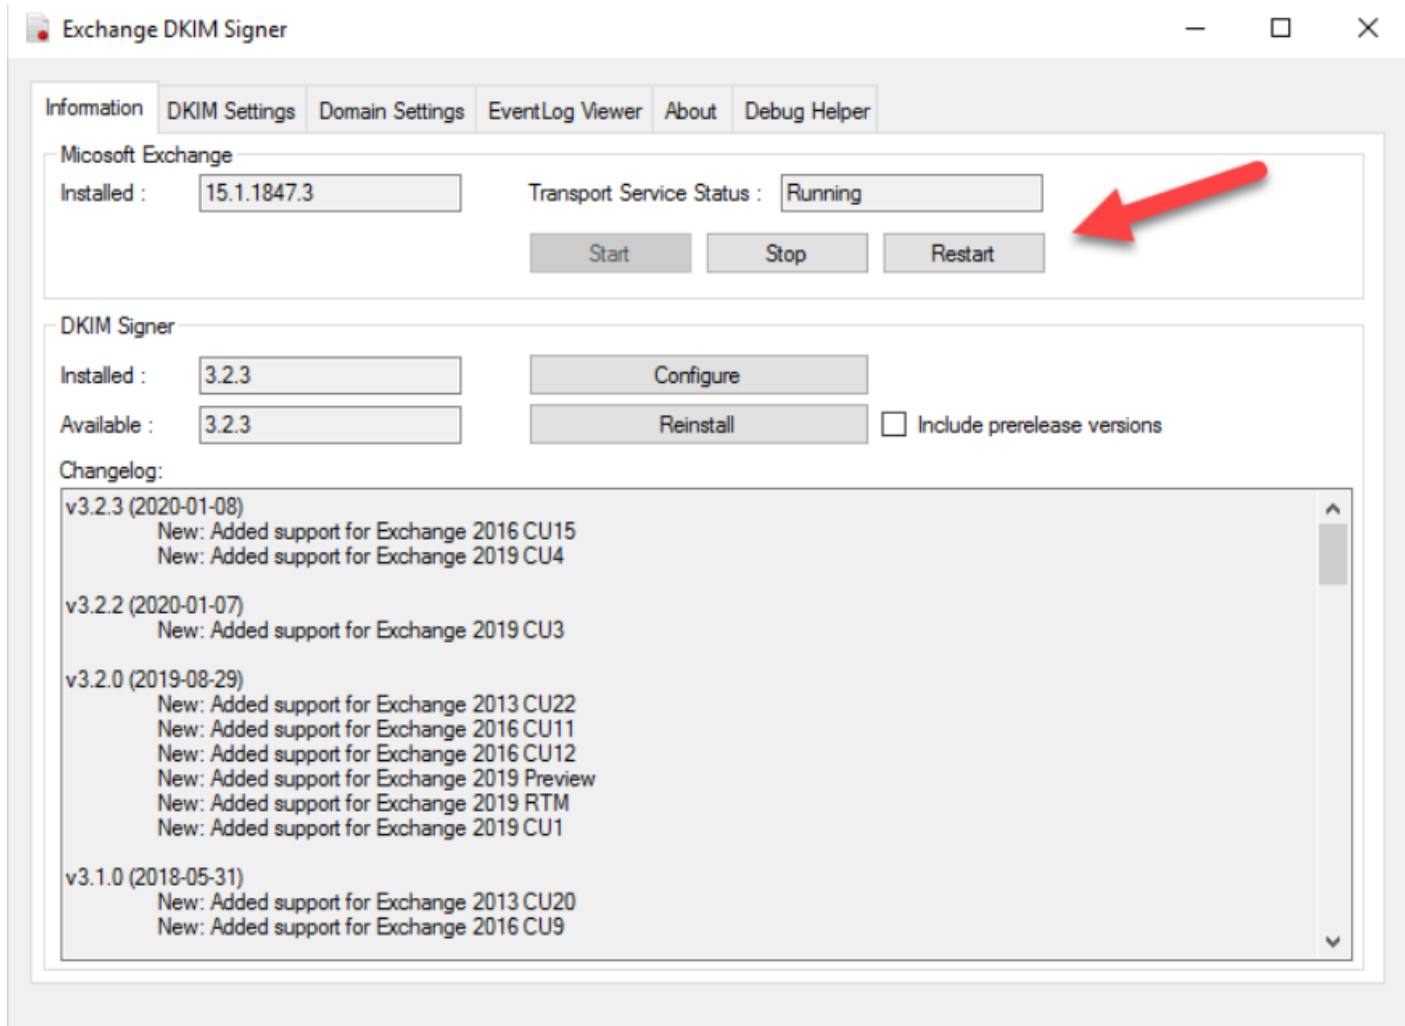 Exchange DKIM Signer
Information DKIM Settings Domain Settings EventLog Viewer About Debug Helper
Micosoft Exchange
Installed : 15.1.1847.3 Transport Service Status : Running
Start Stop Restart
DKIM Signer
Installed : 3.2.3 Configure
Available : 3.2.3 Reinstall Include prerelease versions
Changelog:
v3.2.3 (2020-01-08)
New: Added support for Exchange 2016 CU15
New: Added support for Exchange 2019 CU4
v3.2.2 (2020-01-07)
New: Added support for Exchange 2019 CU3
v3.2.0 (2019-08-29)
New: Added support for Exchange 2013 CU22
New: Added support for Exchange 2016 CU11
New: Added support for Exchange 2016 CU12
New: Added support for Exchange 2019 Preview
New: Added support for Exchange 2019 RTM
New: Added support for Exchange 2019 CU1
v3.1.0 (2018-05-31)
New: Added support for Exchange 2013 CU20
New: Added support for Exchange 2016 CU9